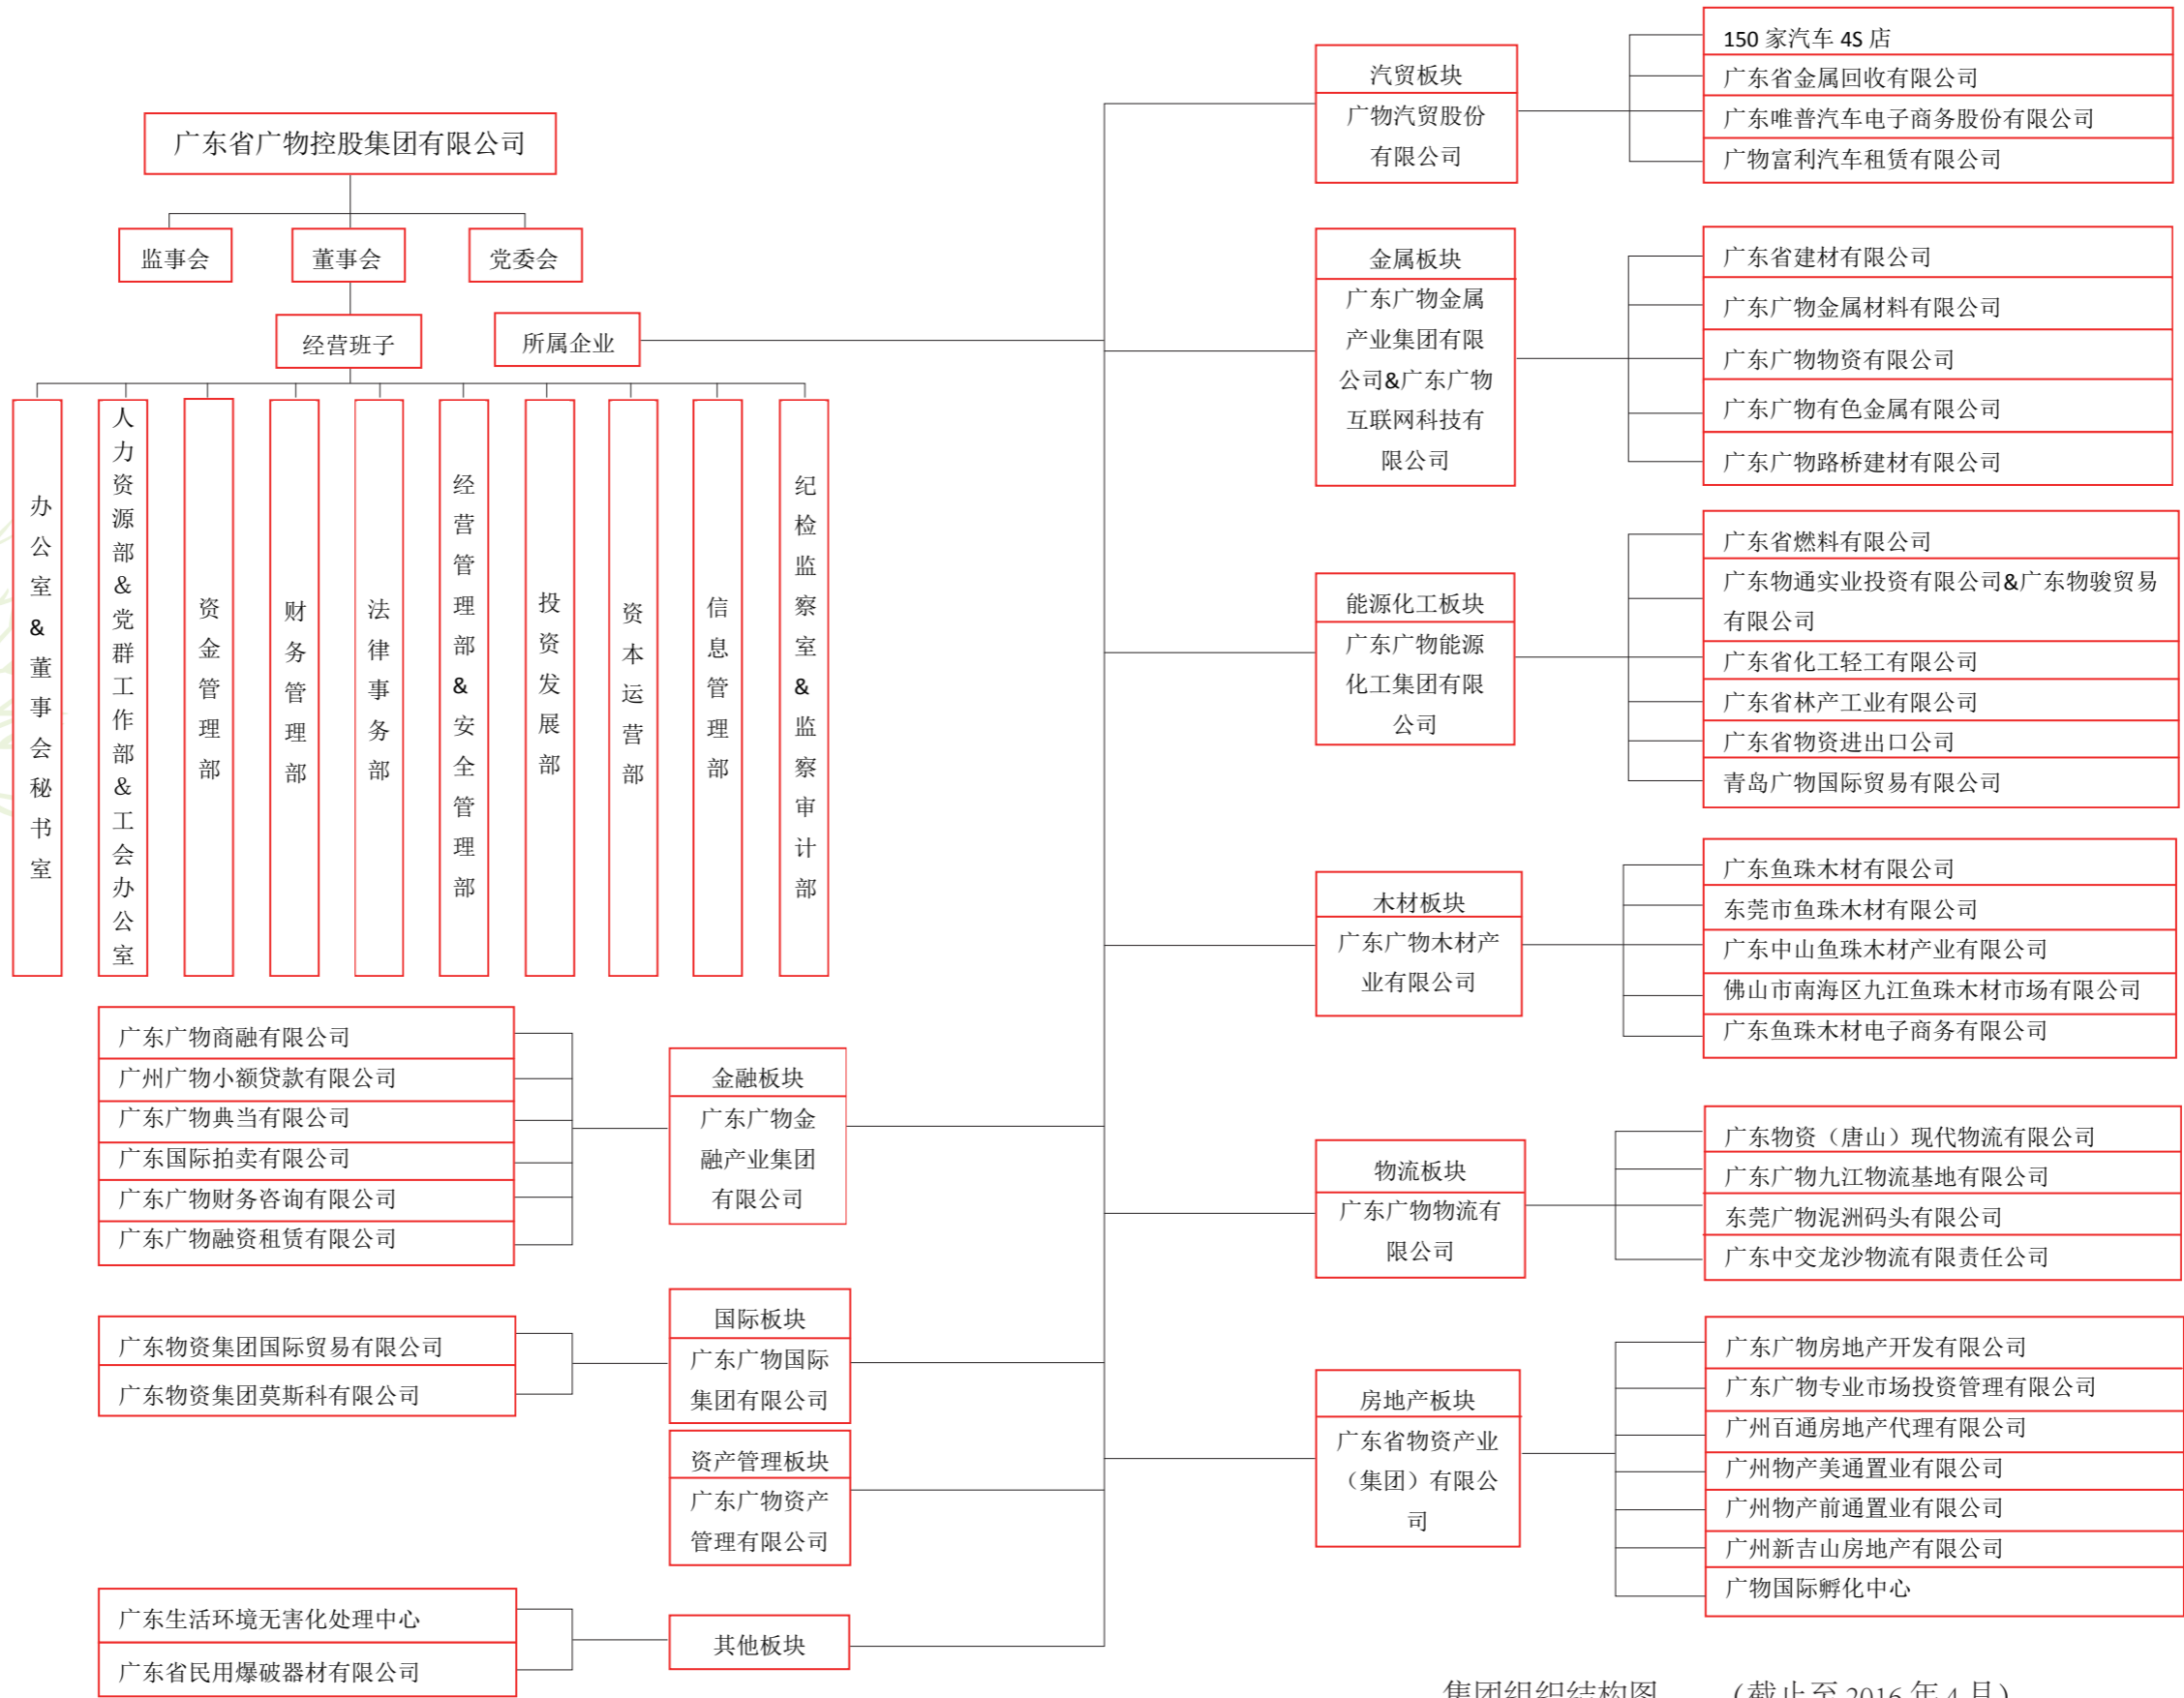 广东省广物控股集团有限公司
监事会
董事会
党委会
经营班子
所属企业
办公室&董事会秘书室
人力资源部&党群工作部&工会办公室
资金管理部
财务管理部
法律事务部
经营管理部&安全管理部
投资发展部
资本运营部
信息管理部
纪检监察室&监察审计部
汽贸板块
广物汽贸股份
有限公司
150 家汽车 4S 店
广东省金属回收有限公司
广东唯普汽车电子商务股份有限公司
广物富利汽车租赁有限公司
金属板块
广东广物金属
产业集团有限
公司&广东广物
互联网科技有
限公司
广东省建材有限公司
广东广物金属材料有限公司
广东广物物资有限公司
广东广物有色金属有限公司
广东广物路桥建材有限公司
能源化工板块
广东广物能源
化工集团有限
公司
广东省燃料有限公司
广东物通实业投资有限公司&广东物骏贸易
有限公司
广东省化工轻工有限公司
广东省林产工业有限公司
广东省物资进出口公司
青岛广物国际贸易有限公司
木材板块
广东广物木材产
业有限公司
广东鱼珠木材有限公司
东莞市鱼珠木材有限公司
广东中山鱼珠木材产业有限公司
佛山市南海区九江鱼珠木材市场有限公司
广东鱼珠木材电子商务有限公司
物流板块
广东广物物流有
限公司
广东物资（唐山）现代物流有限公司
广东广物九江物流基地有限公司
东莞广物泥洲码头有限公司
广东中交龙沙物流有限责任公司
房地产板块
广东省物资产业
（集团）有限公
司
广东广物房地产开发有限公司
广东广物专业市场投资管理有限公司
广州百通房地产代理有限公司
广州物产美通置业有限公司
广州物产前通置业有限公司
广州新吉山房地产有限公司
广物国际孵化中心
金融板块
广东广物金
融产业集团
有限公司
广东广物商融有限公司
广州广物小额贷款有限公司
广东广物典当有限公司
广东国际拍卖有限公司
广东广物财务咨询有限公司
广东广物融资租赁有限公司
国际板块
广东广物国际
集团有限公司
广东物资集团国际贸易有限公司
广东物资集团莫斯科有限公司
资产管理板块
广东广物资产
管理有限公司
其他板块
广东生活环境无害化处理中心
广东省民用爆破器材有限公司
集团组织结构图 （截止至 2016 年 4 月）